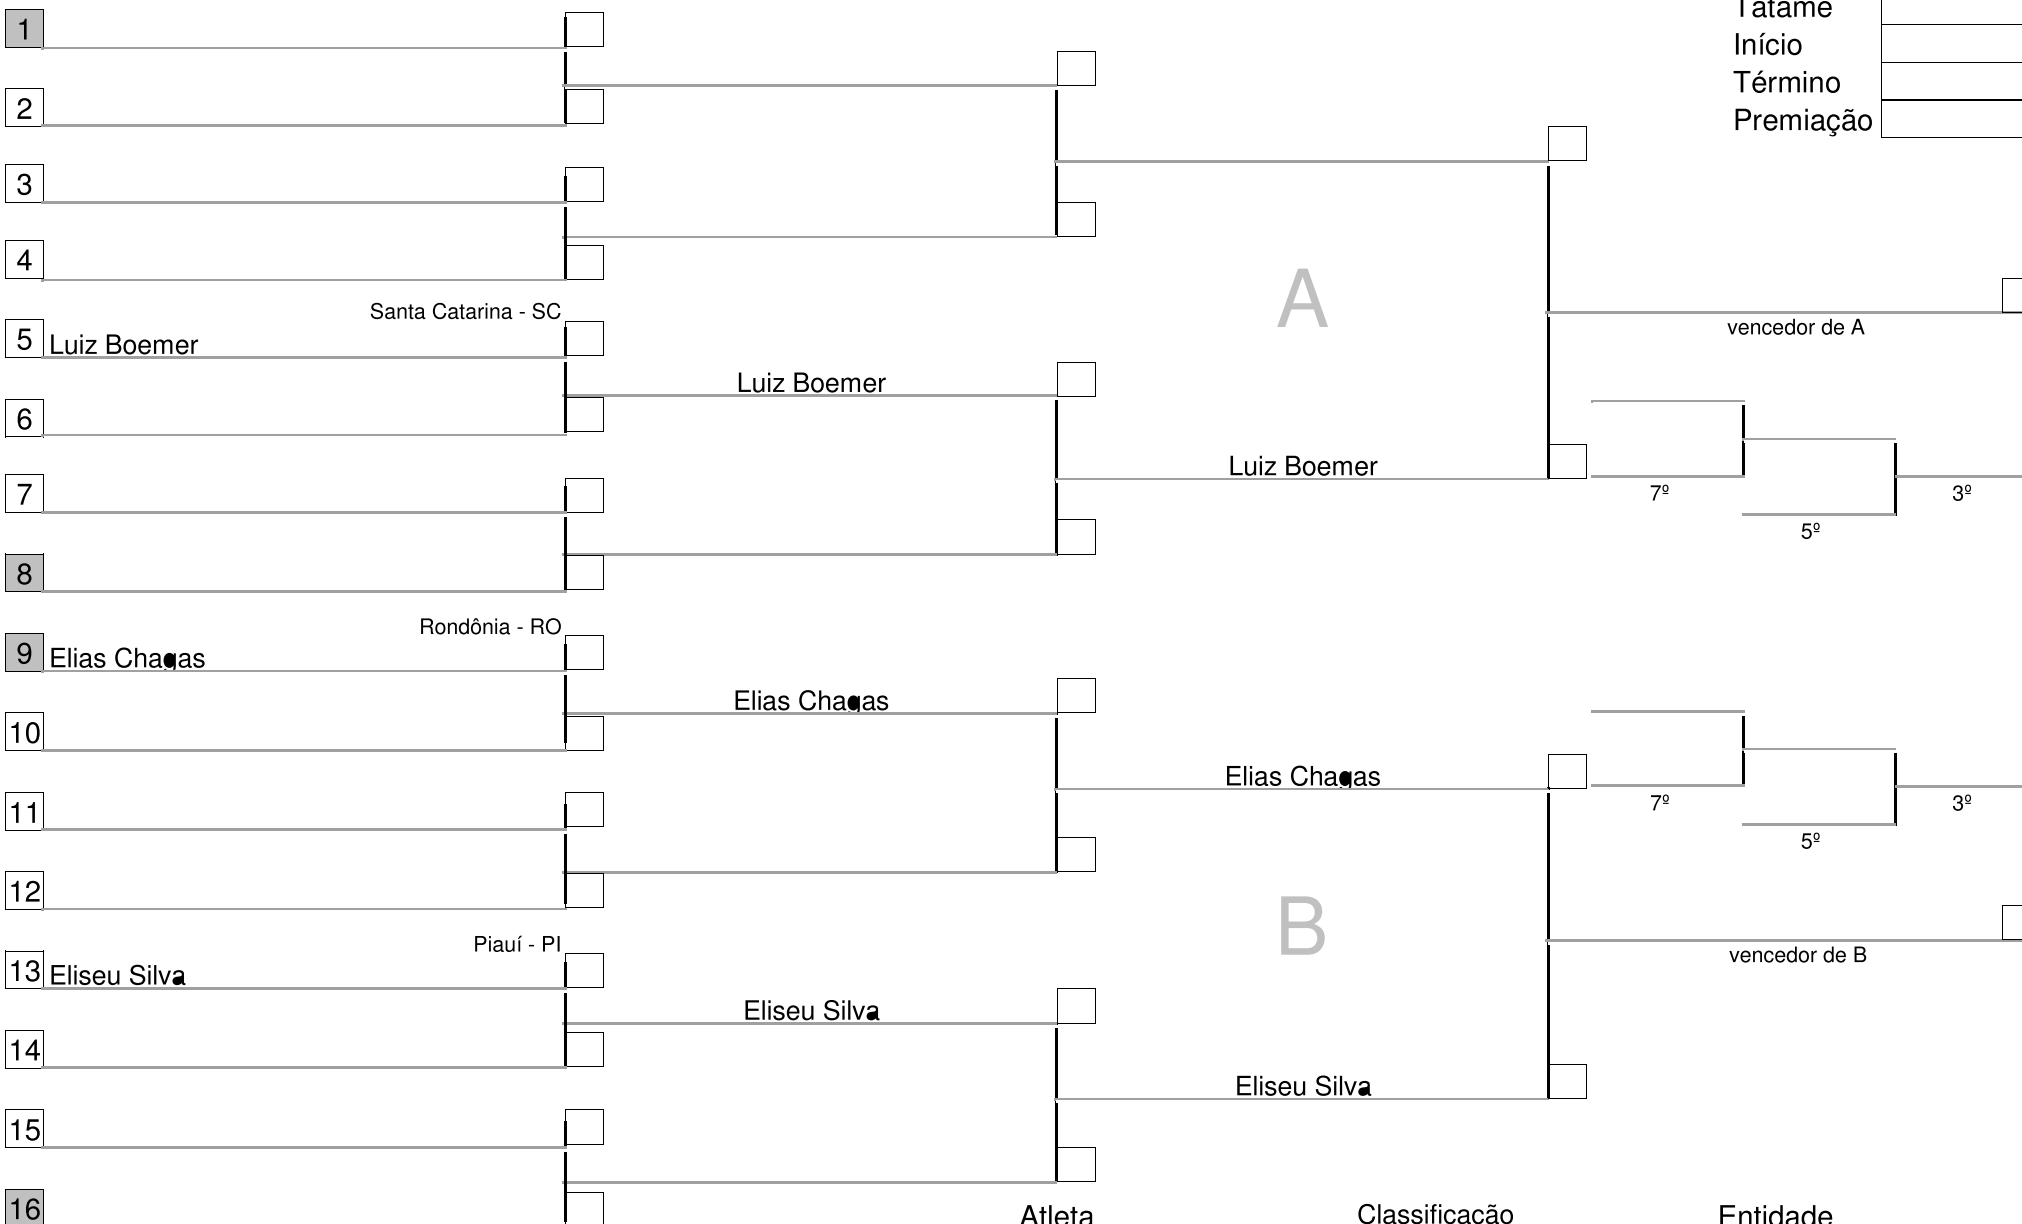 1
Tatame
Início
Término
Premiação
2
3
4
A
Santa Catarina - SC
5 Luiz Boemer
vencedor de A
Luiz Boemer
6
Luiz Boemer
7
7º
3º
5º
8
Rondônia - RO
9 Elias Chagas
Elias Chagas
10
Elias Chagas
11
7º
3º
5º
12
B
Piauí - PI
13 Eliseu Silva
vencedor de B
Eliseu Silva
14
Eliseu Silva
15
16
Atleta
Classificação
Entidade